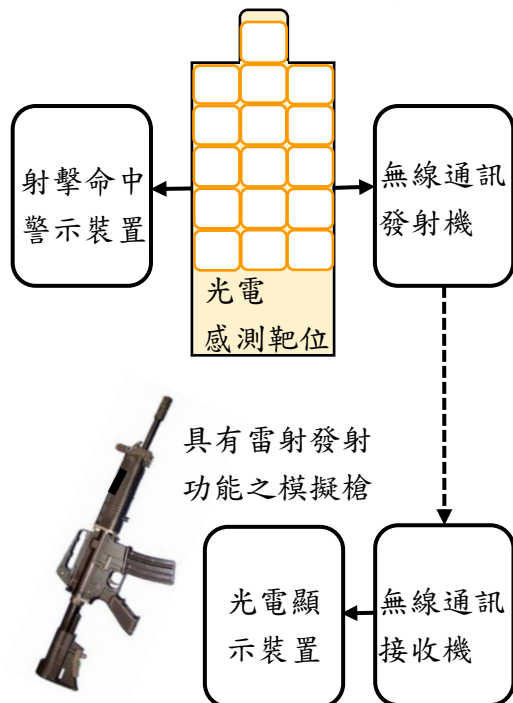 射擊命中
警示裝置
光電
感測靶位
無線通訊
發射機
具有雷射發射
功能之模擬槍
光電顯
示裝置
無線通訊
接收機